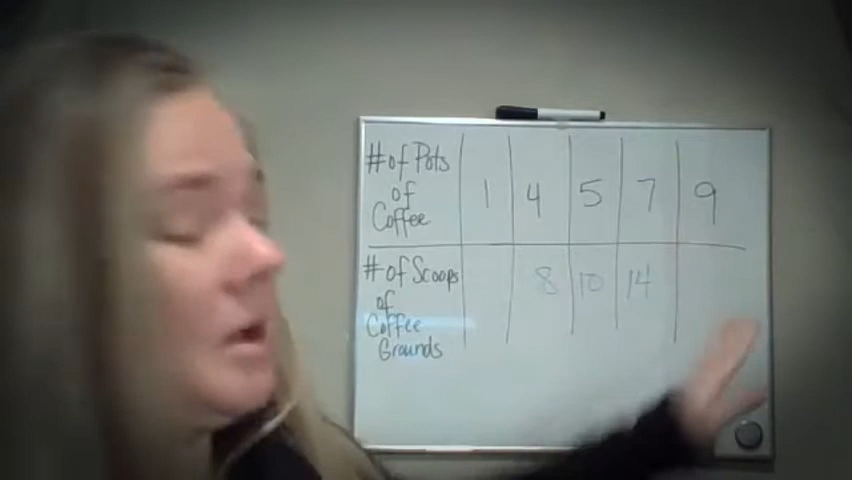 # of Pots of Coffee 1 4 5 7 9
# of Scoops of Coffee Grounds 8 10 14